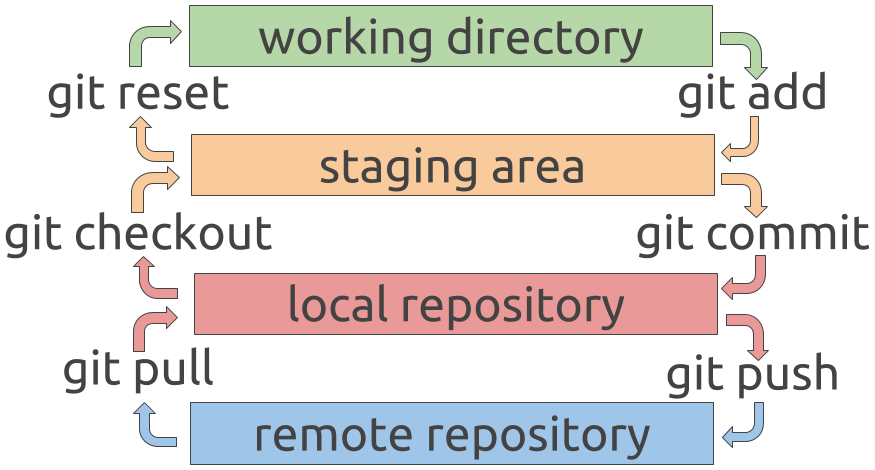 working directory
git reset
git add
staging area
git checkout
git commit
local repository
git pull
git push
remote repository